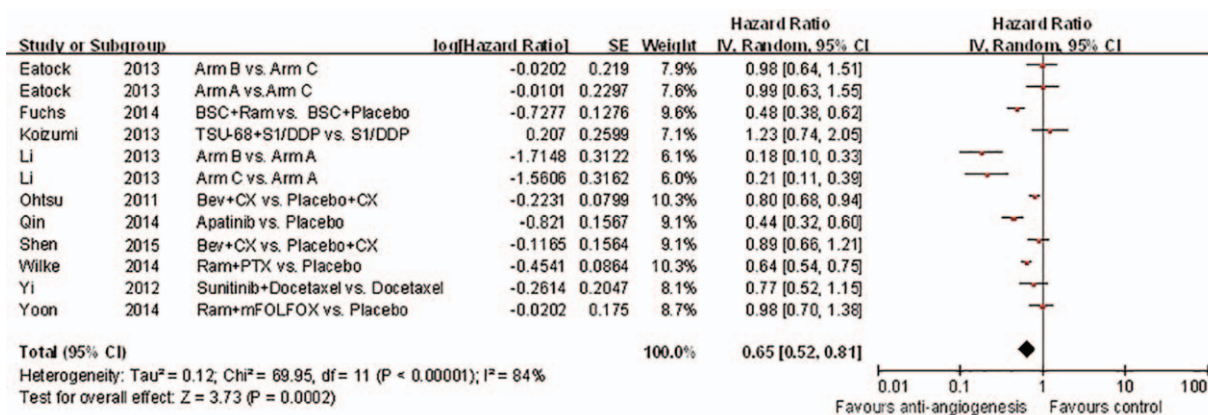 Hazard Ratio Hazard Ratio
Study or Subgroup log[Hazard Ratio] SE Weight IV, Random, 95% CI IV, Random, 95% CI
Eatock 2013 Arm B vs. Arm C -0.0202 0.219 7.9% 0.98 [0.64, 1.51]
Eatock 2013 Arm A vs.Arm C -0.0101 0.2297 7.6% 0.99 [0.63, 1.55]
Fuchs 2014 BSC+Ram vs. BSC+Placebo -0.7277 0.1276 9.6% 0.48 [0.38, 0.62]
Koizumi 2013 TSU-68+S1/DDP vs. S1/DDP 0.207 0.2599 7.1% 1.23 [0.74, 2.05]
Li 2013 Arm B vs. Arm A -1.7148 0.3122 6.1% 0.18 [0.10, 0.33]
Li 2013 Arm C vs. Arm A -1.5606 0.3162 6.0% 0.21 [0.11, 0.39]
Ohtsu 2011 Bev+CX vs. Placebo+CX -0.2231 0.0799 10.3% 0.80 [0.68, 0.94]
Qin 2014 Apatinib vs. Placebo -0.821 0.1567 9.1% 0.44 [0.32, 0.60]
Shen 2015 Bev+CX vs. Placebo+CX -0.1165 0.1564 9.1% 0.89 [0.66, 1.21]
Wilke 2014 Ram+PTX vs. Placebo -0.4541 0.0864 10.3% 0.64 [0.54, 0.75]
Yi 2012 Sunitinib+Docetaxel vs. Docetaxel -0.2614 0.2047 8.1% 0.77 [0.52, 1.15]
Yoon 2014 Ram+mFOLFOX vs. Placebo -0.0202 0.175 8.7% 0.98 [0.70, 1.38]
Total (95% CI) 100.0% 0.65 [0.52, 0.81]
Heterogeneity: Tau² = 0.12; Chi² = 69.95, df = 11 (P < 0.00001); I² = 84%
Test for overall effect: Z = 3.73 (P = 0.0002)
0.01 0.1 1 10 100
Favours anti-angiogenesis Favours control